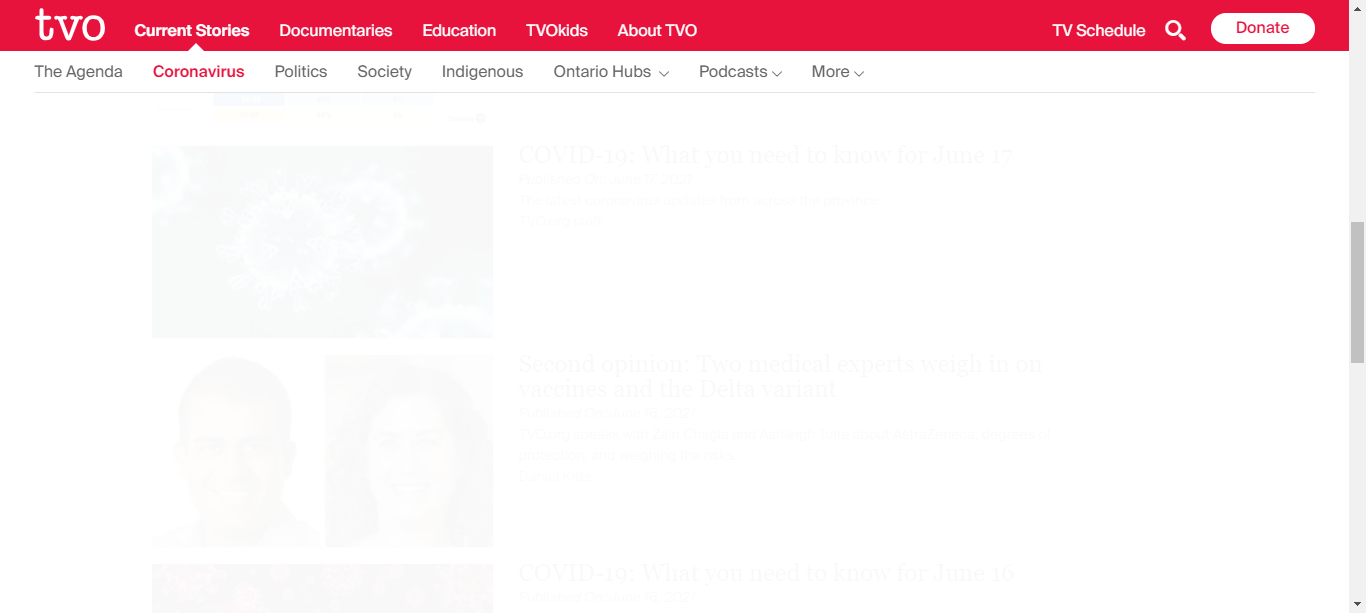 tvo
Current Stories Documentaries Education TVOkids About TVO TV Schedule Donate
The Agenda Coronavirus Politics Society Indigenous Ontario Hubs Podcasts More
COVID-19: What you need to know for June 17
Published On: June 17, 2021
The latest coronavirus updates from across the province
TVO.org Staff
Second opinion: Two medical experts weigh in on
vaccines and the Delta variant
Published On: June 16, 2021
TVO.org speaks with Zain Chagla and Ashleigh Tuite about AstraZeneca, degrees of
protection, and weighing the risks
COVID-19: What you need to know for June 16
Published On: June 16, 2021